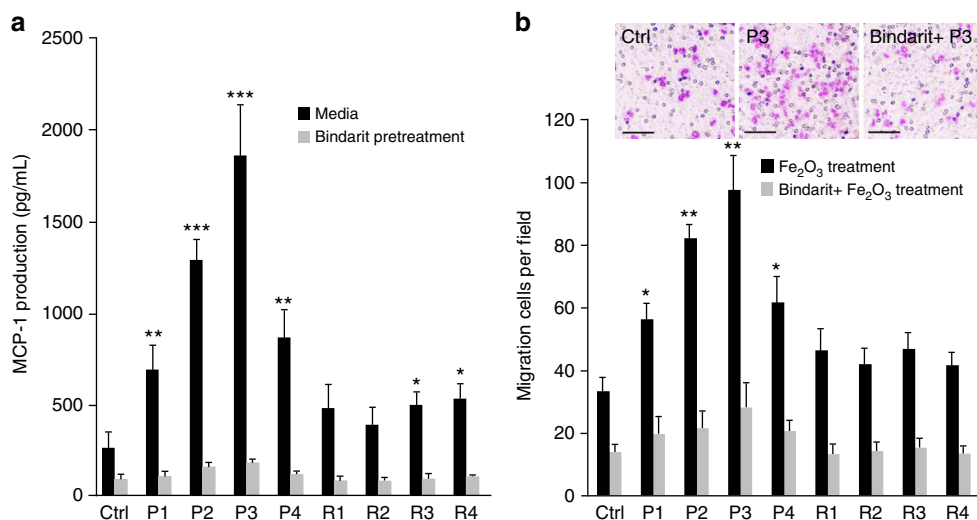 a
2500
2000
1500
1000
500
0
MCP-1 production (pg/mL)
Media
Bindarit pretreatment
**
***
***
**
*
*
Ctrl P1 P2 P3 P4 R1 R2 R3 R4
b
Ctrl
P3
Bindarit+ P3
120
100
80
60
40
20
0
Migration cells per field
Fe₂O₃ treatment
Bindarit+ Fe₂O₃ treatment
*
**
**
*
Ctrl P1 P2 P3 P4 R1 R2 R3 R4